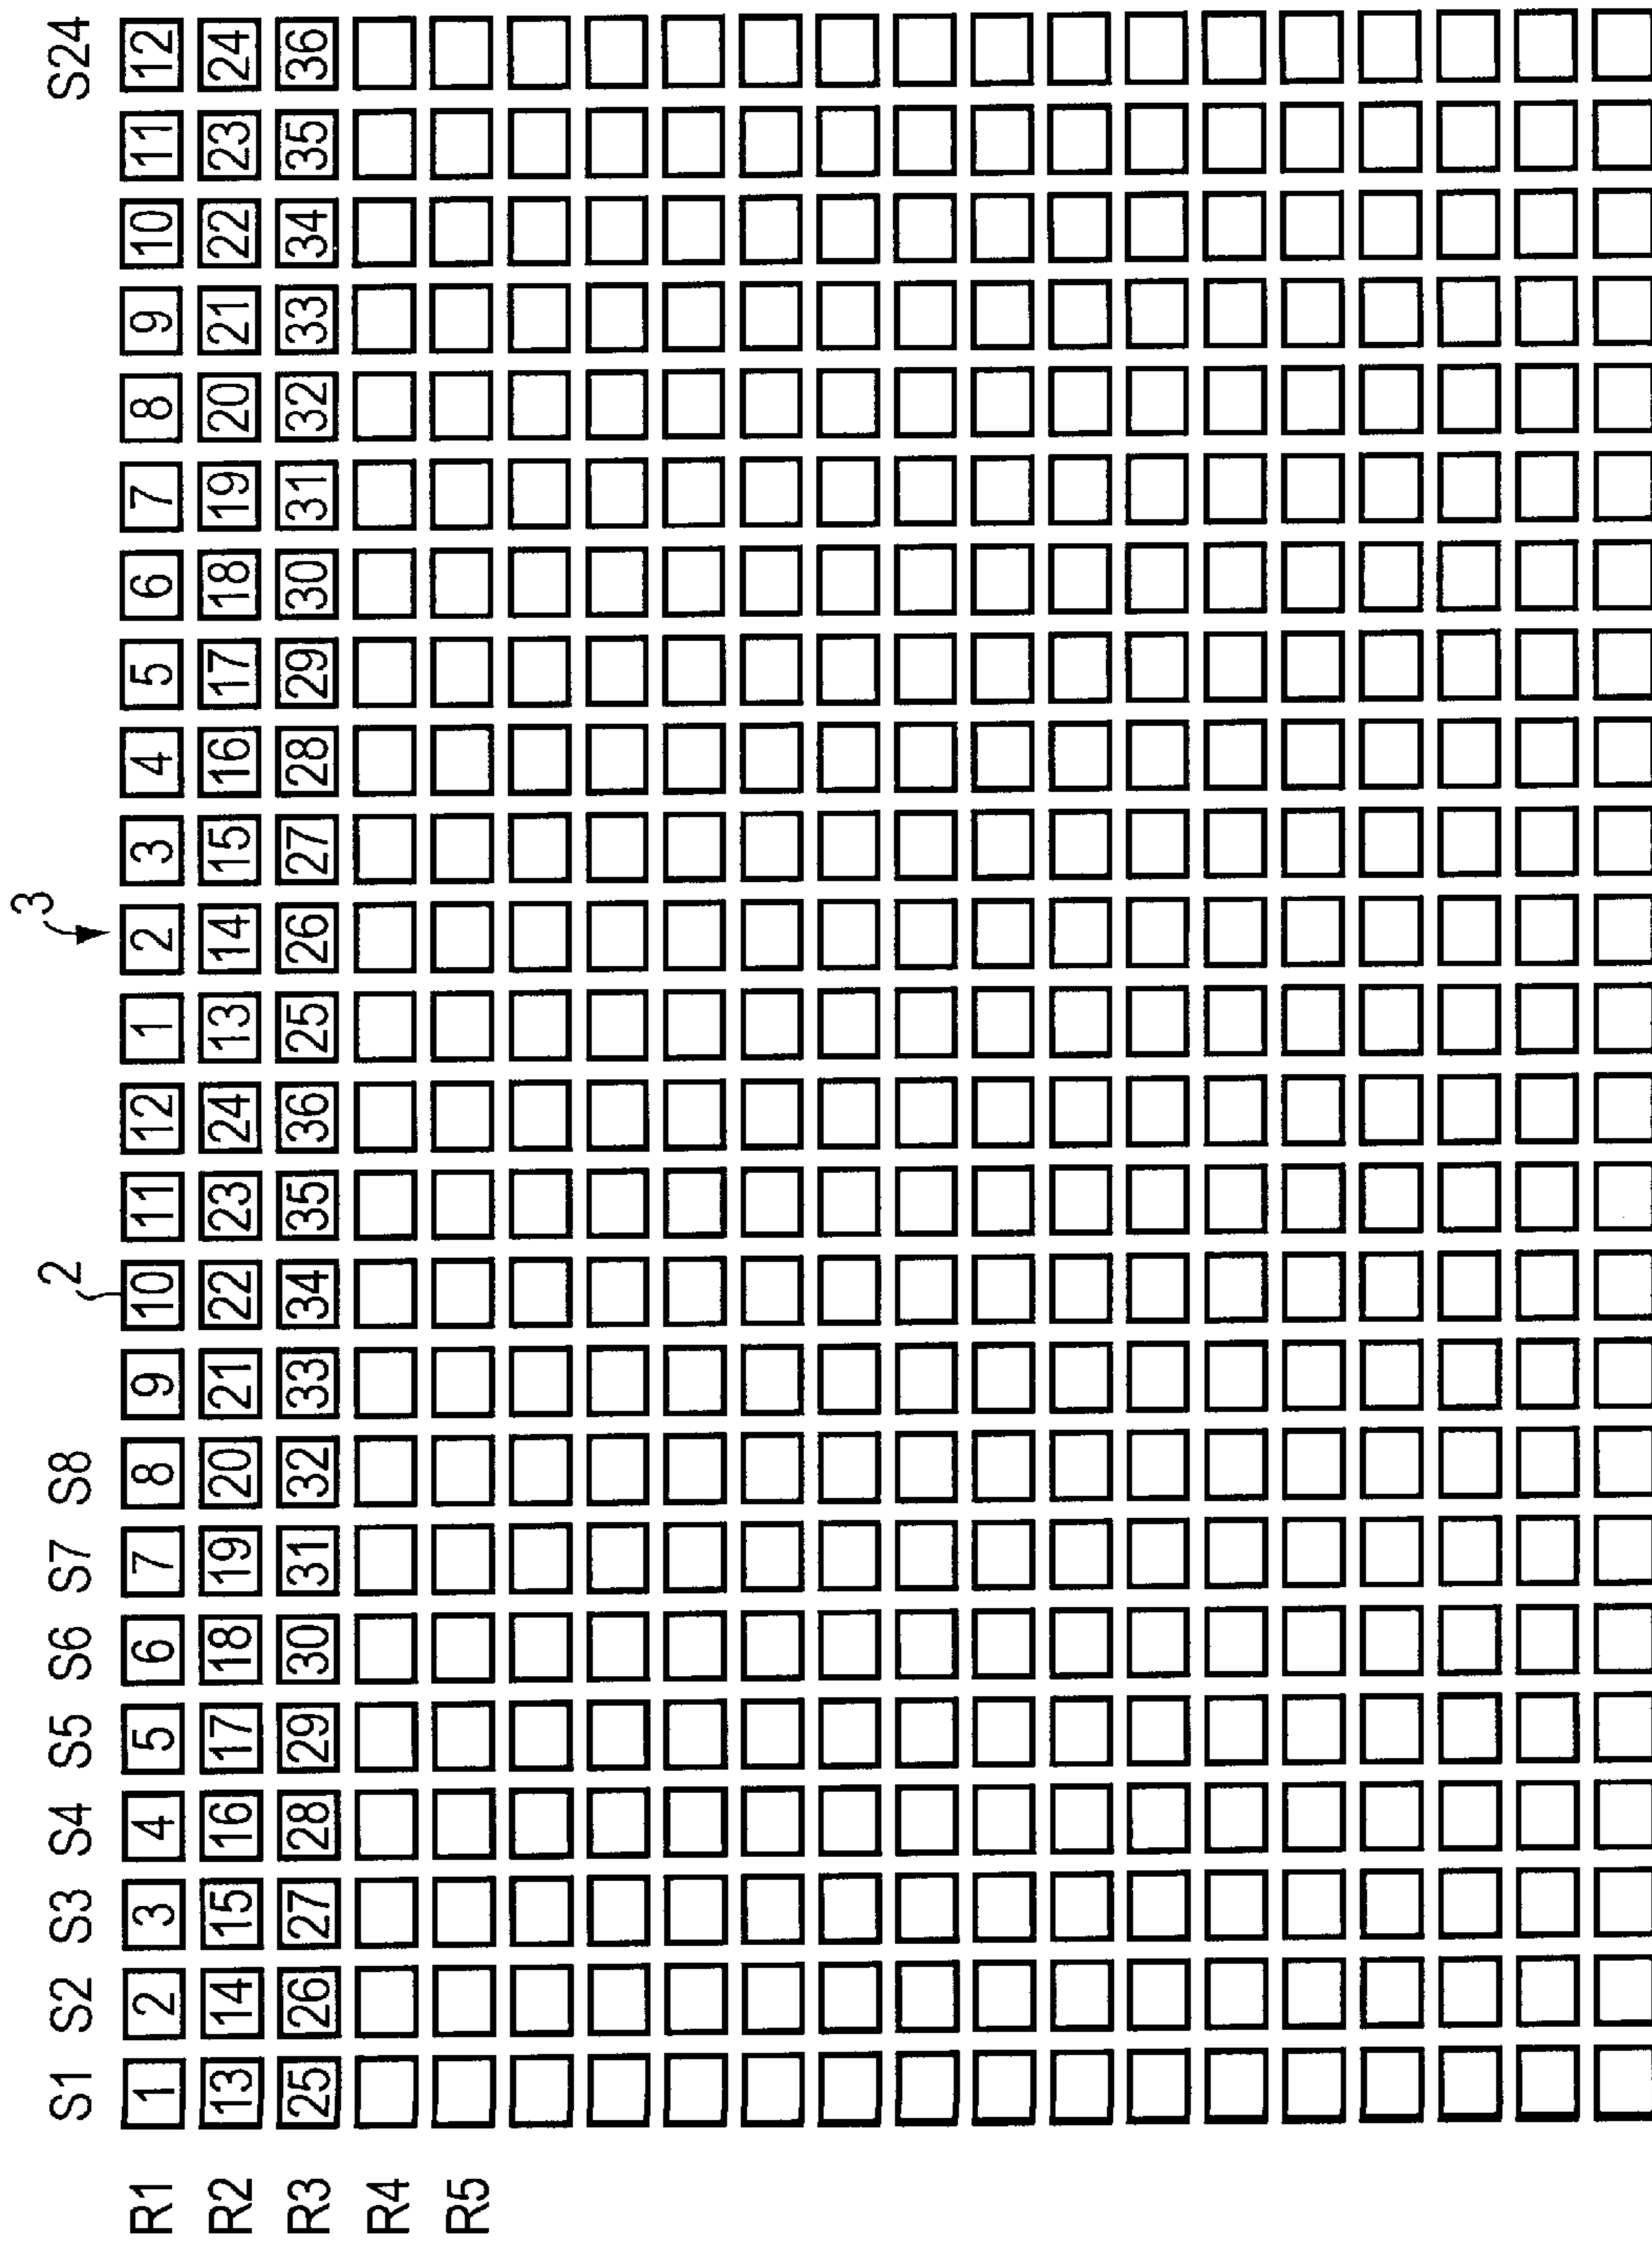 3
2
S1 S2 S3 S4 S5 S6 S7 S8 S24
R1 1 2 3 4 5 6 7 8 9 10 11 12 1 2 3 4 5 6 7 8 9 10 11 12
R2 13 14 15 16 17 18 19 20 21 22 23 24 13 14 15 16 17 18 19 20 21 22 23 24
R3 25 26 27 28 29 30 31 32 33 34 35 36 25 26 27 28 29 30 31 32 33 34 35 36
R4
R5